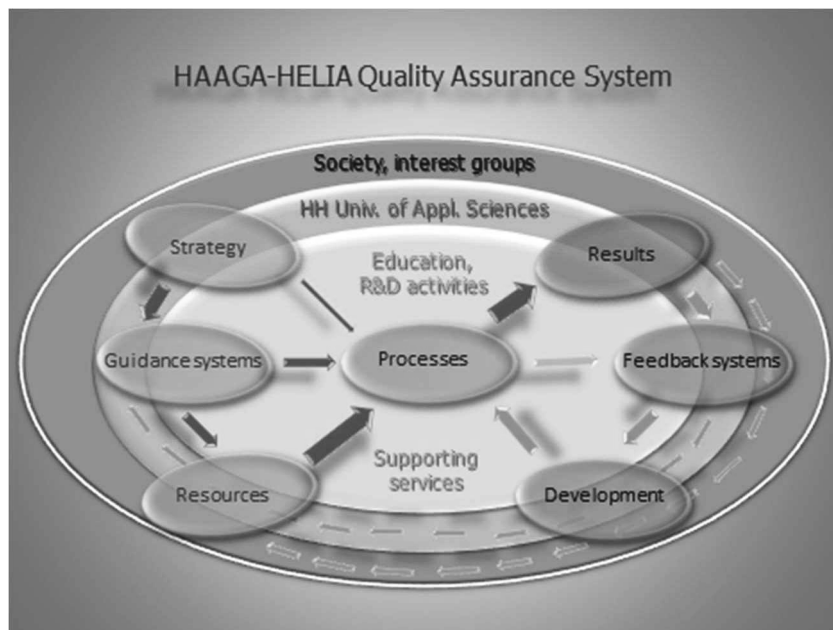 HAAGA-HELIA Quality Assurance System
Society, interest groups
HH Univ. of Appl. Sciences
Strategy
Education,
R&D activities
Results
Guidance systems
Processes
Feedback systems
Resources
Supporting
services
Development